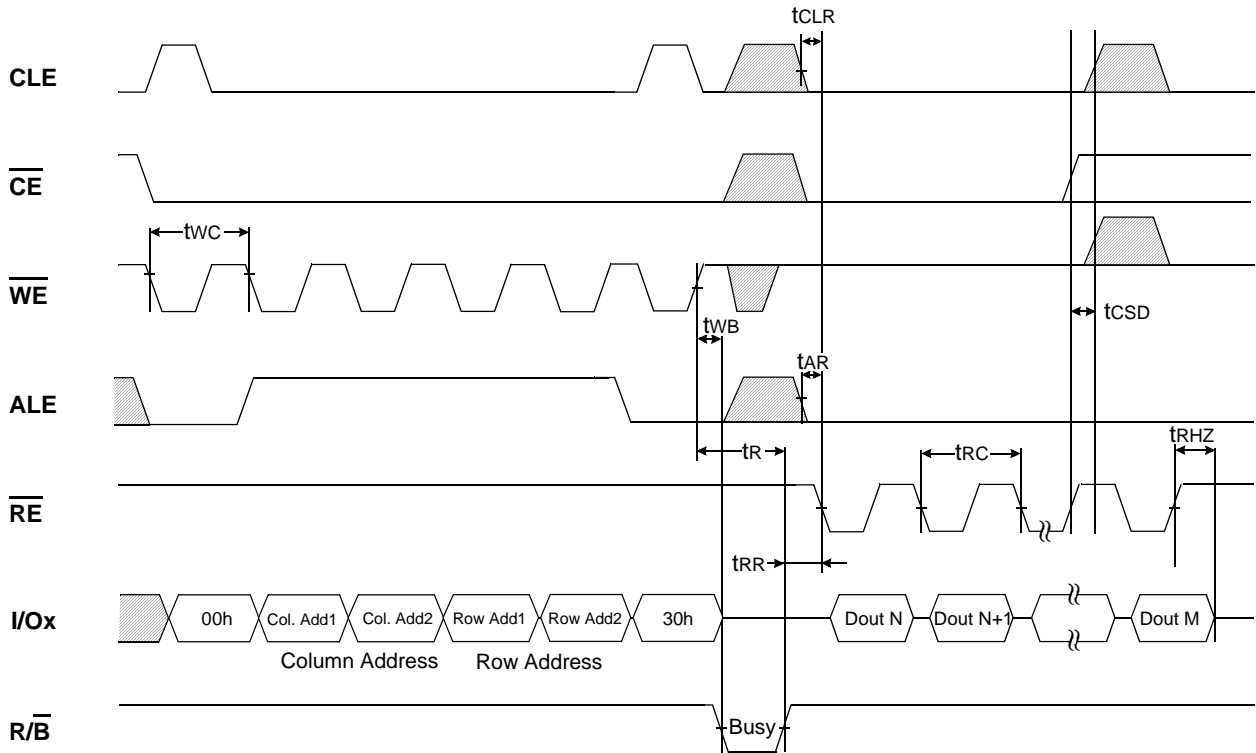 tCLR
CLE
CE
tWC
WE
tWB
tCSD
tAR
ALE
tR
tRC
tRHZ
RE
tRR
I/Ox
00h
Col. Add1
Col. Add2
Row Add1
Row Add2
30h
Dout N
Dout N+1
Dout M
Column Address
Row Address
R/B
Busy